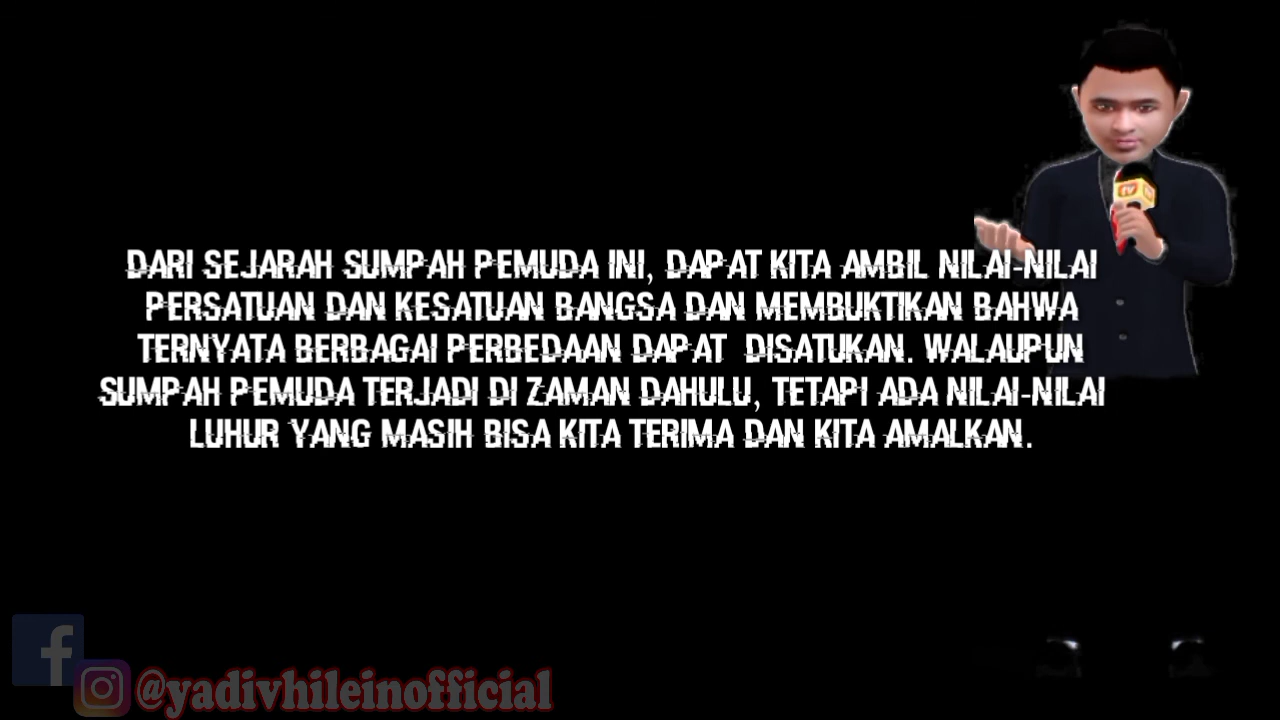 DARI SEJARAH SUMPAH PEMUDA INI, DAPAT KITA AMBIL NILAI-NILAI
PERSATUAN DAN KESATUAN BANGSA DAN MEMBUKTIKAN BAHWA
TERNYATA BERBAGAI PERBEDAAN DAPAT DISATUKAN. WALAUPUN
SUMPAH PEMUDA TERJADI DI ZAMAN DAHULU, TETAPI ADA NILAI-NILAI
LUHUR YANG MASIH BISA KITA TERIMA DAN KITA AMALKAN.
TV
@yadivhileinofficial